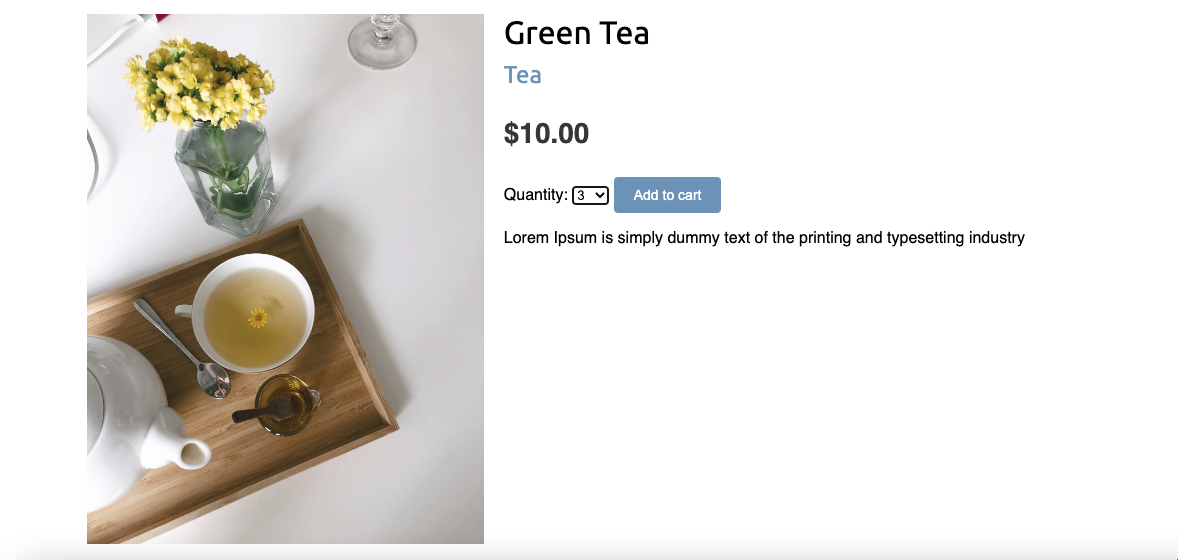 Green Tea
Tea
$10.00
Quantity: 3 Add to cart
Lorem Ipsum is simply dummy text of the printing and typesetting industry